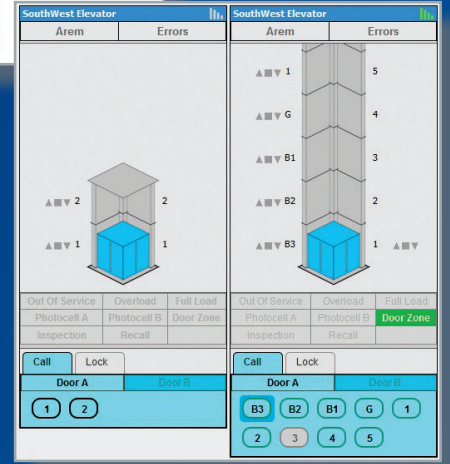 SouthWest Elevator
Arem Errors
2 2
1 1
Out Of Service Overload Full Load
Photocell A Photocell B Door Zone
Inspection Recall
Call Lock
Door A Door B
1 2
SouthWest Elevator
Arem Errors
1 5
G 4
B1 3
B2 2
B3 1
Out Of Service Overload Full Load
Photocell A Photocell B Door Zone
Inspection Recall
Call Lock
Door A Door B
B3 B2 B1 G 1
2 3 4 5